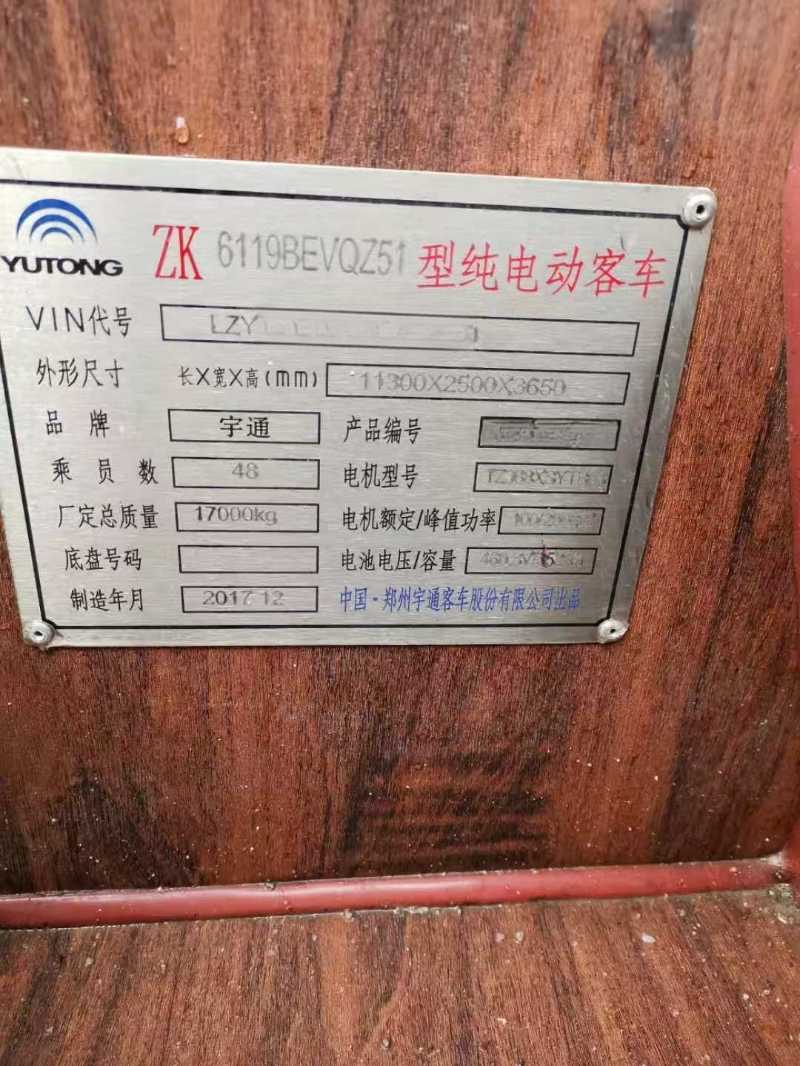 YUTONG
ZK 6119BEVQZ51 型纯电动客车
VIN代号 LZY
外形尺寸 长X宽X高(mm) 11300X2500X3650
品牌 宇通 产品编号
乘员数 48 电机型号
厂定总质量 17000kg 电机额定/峰值功率
底盘号码 电池电压/容量
制造年月 2017 12 中国·郑州宇通客车股份有限公司出品